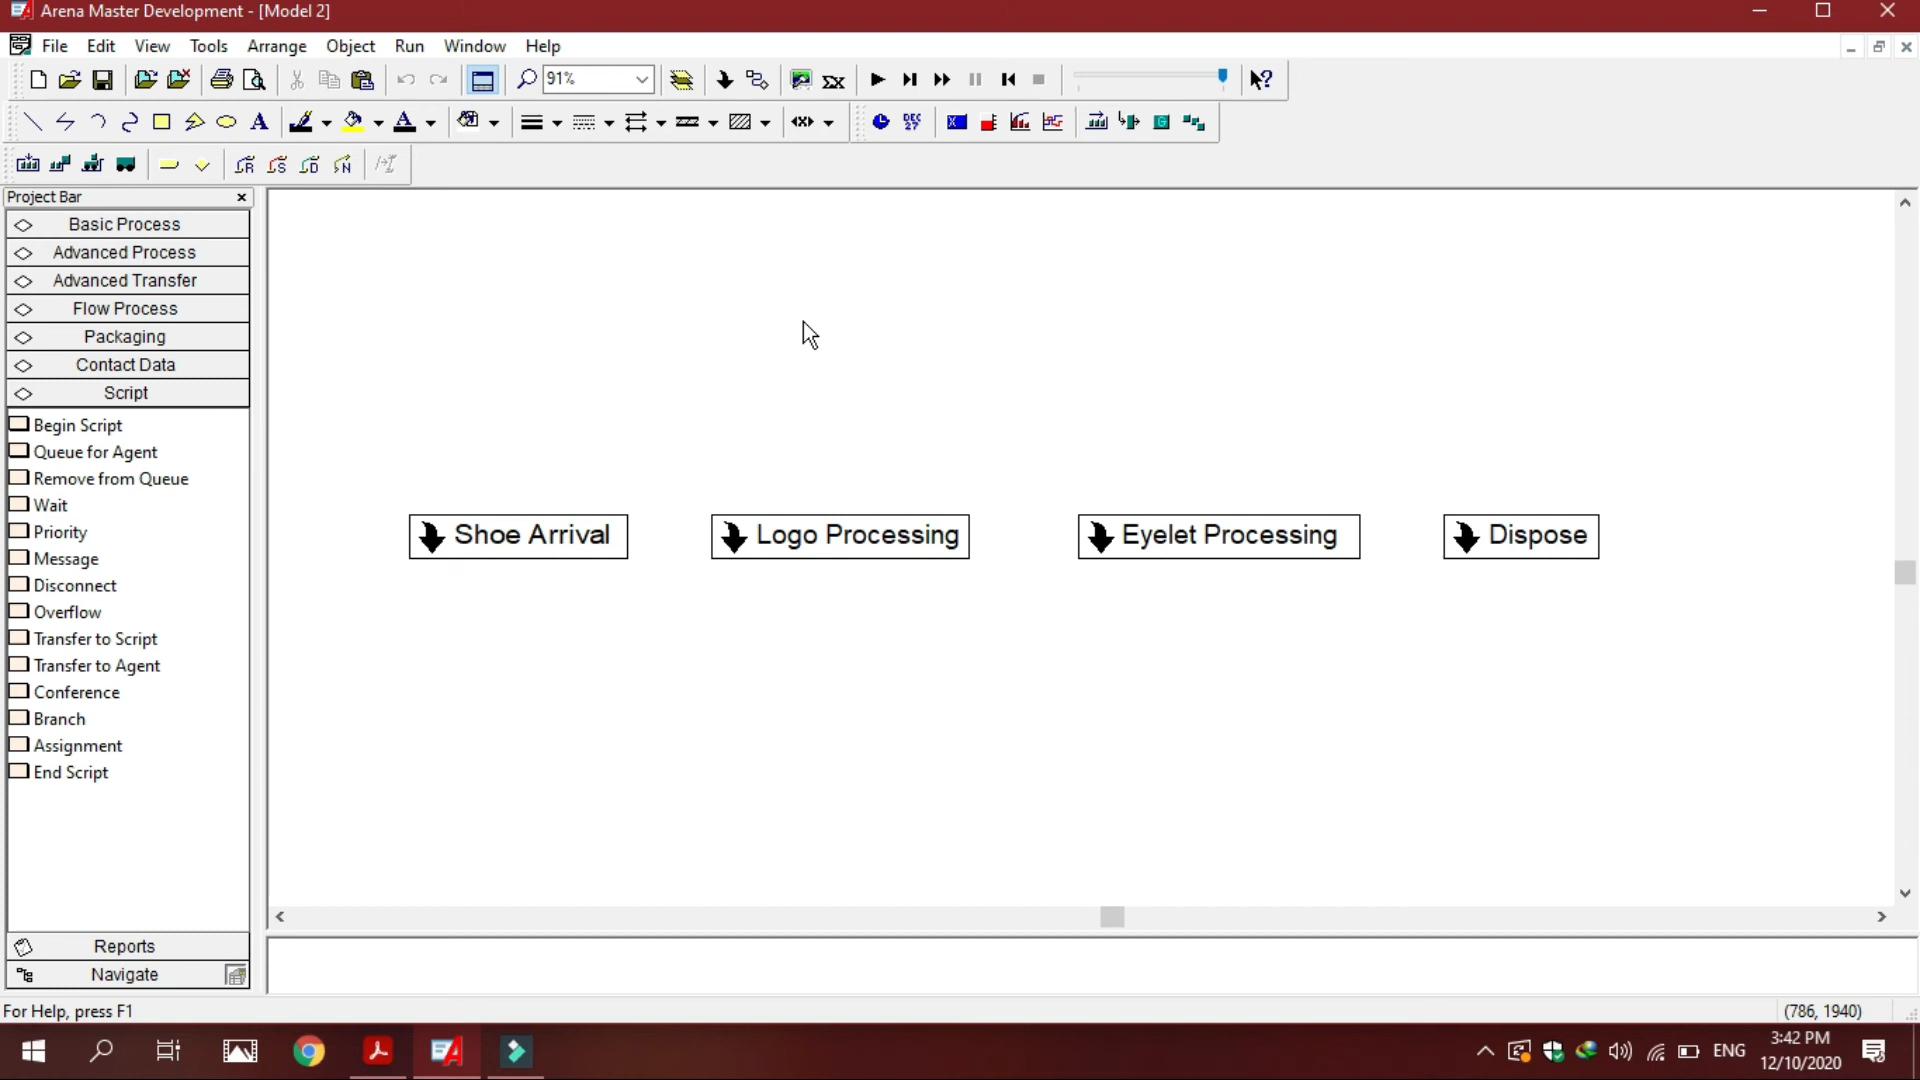 Arena Master Development - [Model 2]
File Edit View Tools Arrange Object Run Window Help
91%
Project Bar
Basic Process
Advanced Process
Advanced Transfer
Flow Process
Packaging
Contact Data
Script
Begin Script
Queue for Agent
Remove from Queue
Wait
Priority
Message
Disconnect
Overflow
Transfer to Script
Transfer to Agent
Conference
Branch
Assignment
End Script
Shoe Arrival
Logo Processing
Eyelet Processing
Dispose
Reports
Navigate
For Help, press F1
(786, 1940)
ENG
3:42 PM
12/10/2020